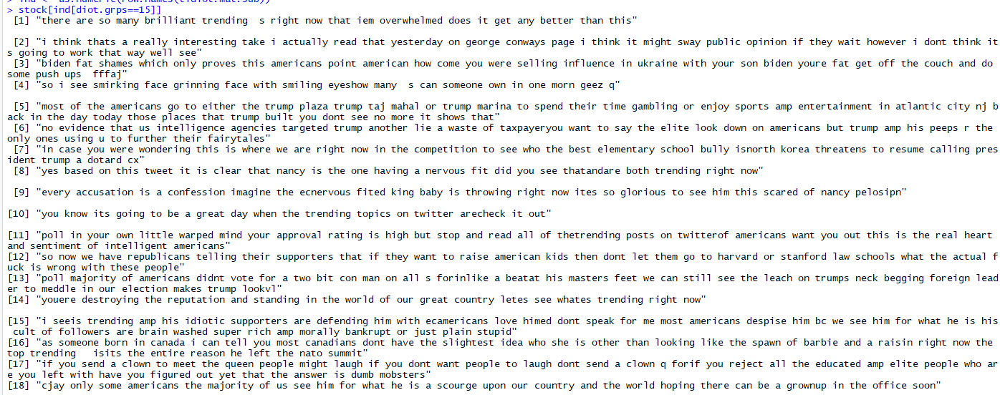 > stock[ind[diot.grps==15]]
[1] "there are so many brilliant trending  s right now that iem overwhelmed does it get any better than this"
[2] "i think thats a really interesting take i actually read that yesterday on george conways page i think it might sway public opinion if they wait however i dont think it
s going to work that way well see"
[3] "biden fat shames which only proves this americans point american how come you were selling influence in ukraine with your son biden youre fat get off the couch and do
some push ups  fffaj"
[4] "so i see smirking face grinning face with smiling eyeshow many  s can someone own in one morn geez q"
[5] "most of the americans go to either the trump plaza trump taj mahal or trump marina to spend their time gambling or enjoy sports amp entertainment in atlantic city nj b
ack in the day today those places that trump built you dont see no more it shows that"
[6] "no evidence that us intelligence agencies targeted trump another lie a waste of taxpayeryou want to say the elite look down on americans but trump amp his peeps r the
only ones using u to further their fairytales"
[7] "in case you were wondering this is where we are right now in the competition to see who the best elementary school bully isnorth korea threatens to resume calling pres
ident trump a dotard cx"
[8] "yes based on this tweet it is clear that nancy is the one having a nervous fit did you see thatandare both trending right now"
[9] "every accusation is a confession imagine the ecnervous fited king baby is throwing right now ites so glorious to see him this scared of nancy pelosipn"
[10] "you know its going to be a great day when the trending topics on twitter arecheck it out"
[11] "poll in your own little warped mind your approval rating is high but stop and read all of thetrending posts on twitterof americans want you out this is the real heart
and sentiment of intelligent americans"
[12] "so now we have republicans telling their supporters that if they want to raise american kids then dont let them go to harvard or stanford law schools what the actual f
uck is wrong with these people"
[13] "poll majority of americans didnt vote for a two bit con man on all s forinlike a beatat his masters feet we can still see the leach on trumps neck begging foreign lead
er to meddle in our election makes trump lookvl"
[14] "youere destroying the reputation and standing in the world of our great country letes see whates trending right now"
[15] "i seeis trending amp his idiotic supporters are defending him with ecamericans love himed dont speak for me most americans despise him bc we see him for what he is his
cult of followers are brain washed super rich amp morally bankrupt or just plain stupid"
[16] "as someone born in canada i can tell you most canadians dont have the slightest idea who she is other than looking like the spawn of barbie and a raisin right now the
top trending   isits the entire reason he left the nato summit"
[17] "if you send a clown to meet the queen people might laugh if you dont want people to laugh dont send a clown q forif you reject all the educated amp elite people who ar
e you left with have you figured out yet that the answer is dumb mobsters"
[18] "cjay only some americans the majority of us see him for what he is a scourge upon our country and the world hoping there can be a grownup in the office soon"